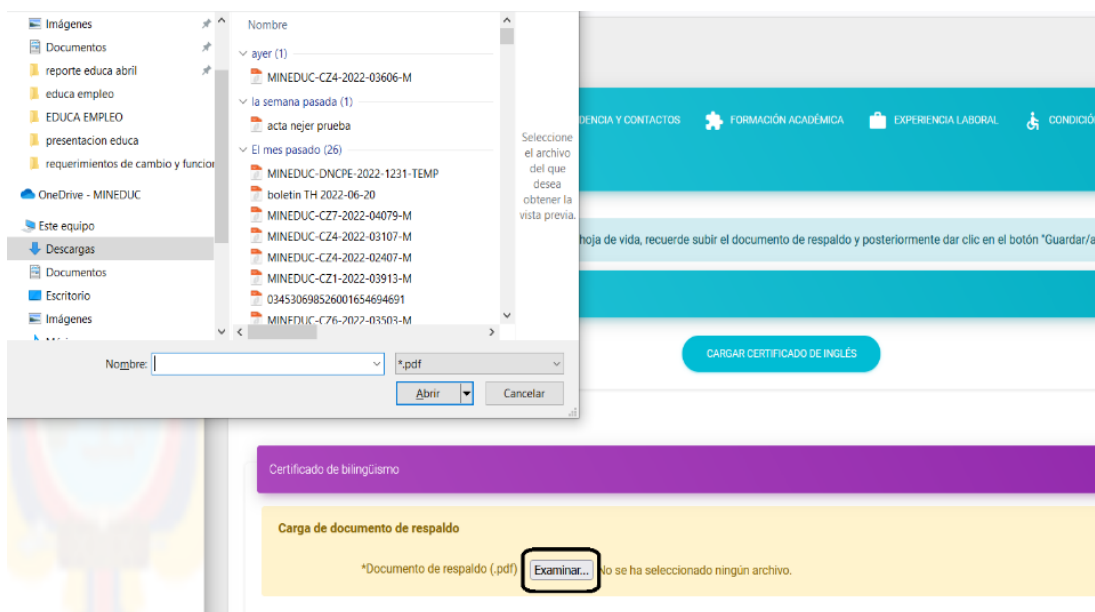 Imágenes
Documentos
reporte educa abril
educa empleo
EDUCA EMPLEO
presentacion educa
requerimientos de cambio y funcior
OneDrive - MINEDUC
Este equipo
Descargas
Documentos
Escritorio
Imágenes
Nombre
ayer (1)
MINEDUC-CZ4-2022-03606-M
la semana pasada (1)
acta nejer prueba
El mes pasado (26)
MINEDUC-DNCPE-2022-1231-TEMP
boletin TH 2022-06-20
MINEDUC-CZ7-2022-04079-M
MINEDUC-CZ4-2022-03107-M
MINEDUC-CZ4-2022-02407-M
MINEDUC-CZ1-2022-03913-M
034530698526001654694691
MINEDUC-CZ6-2022-03503-M
Seleccione
el archivo
del que
desea
obtener la
vista previa.
Nombre:
*.pdf
Abrir
Cancelar
DENCIA Y CONTACTOS
FORMACIÓN ACADÉMICA
EXPERIENCIA LABORAL
CONDICIÓN
hoja de vida, recuerde subir el documento de respaldo y posteriormente dar clic en el botón "Guardar/a
CARGAR CERTIFICADO DE INGLÉS
Certificado de bilingüismo
Carga de documento de respaldo
*Documento de respaldo (.pdf) Examinar... No se ha seleccionado ningún archivo.